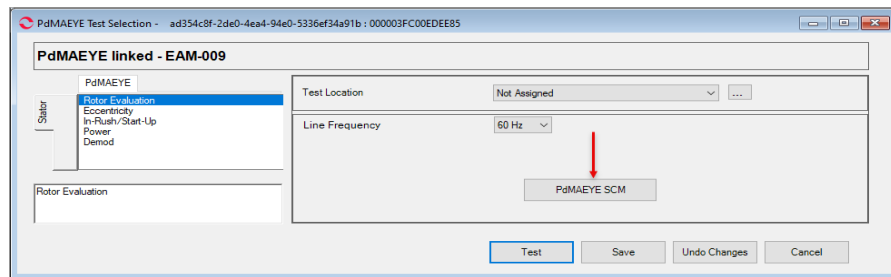 PdMAEYE Test Selection - ad354c8f-2de0-4ea4-94e0-5336ef34a91b : 000003FC00EDEE85
PdMAEYE linked - EAM-009
PdMAEYE
Stator
Rotor Evaluation
Eccentricity
In-Rush/Start-Up
Power
Demod
Rotor Evaluation
Test Location
Not Assigned
...
Line Frequency
60 Hz
PdMAEYE SCM
Test
Save
Undo Changes
Cancel